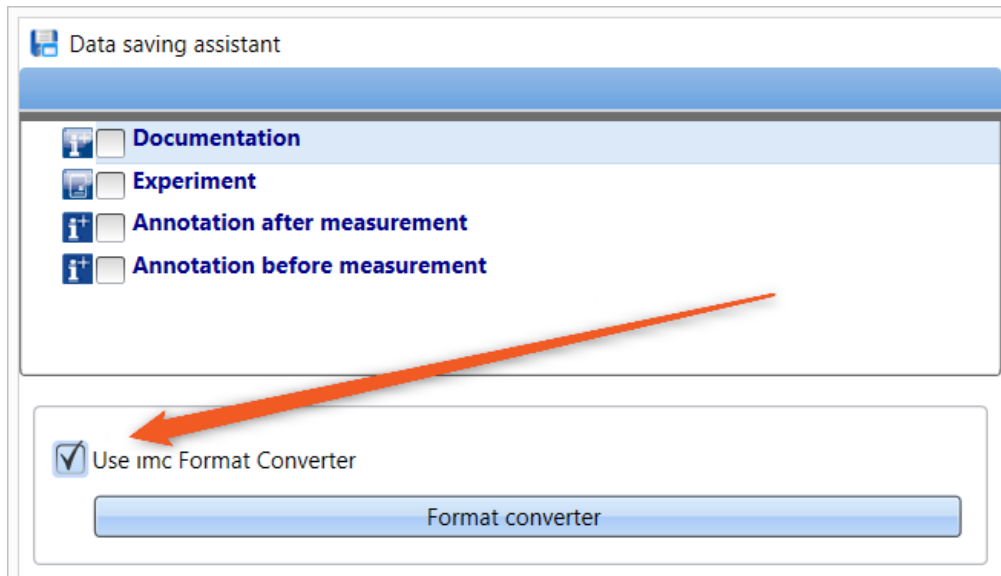 Data saving assistant
Documentation
Experiment
Annotation after measurement
Annotation before measurement
Use imc Format Converter
Format converter